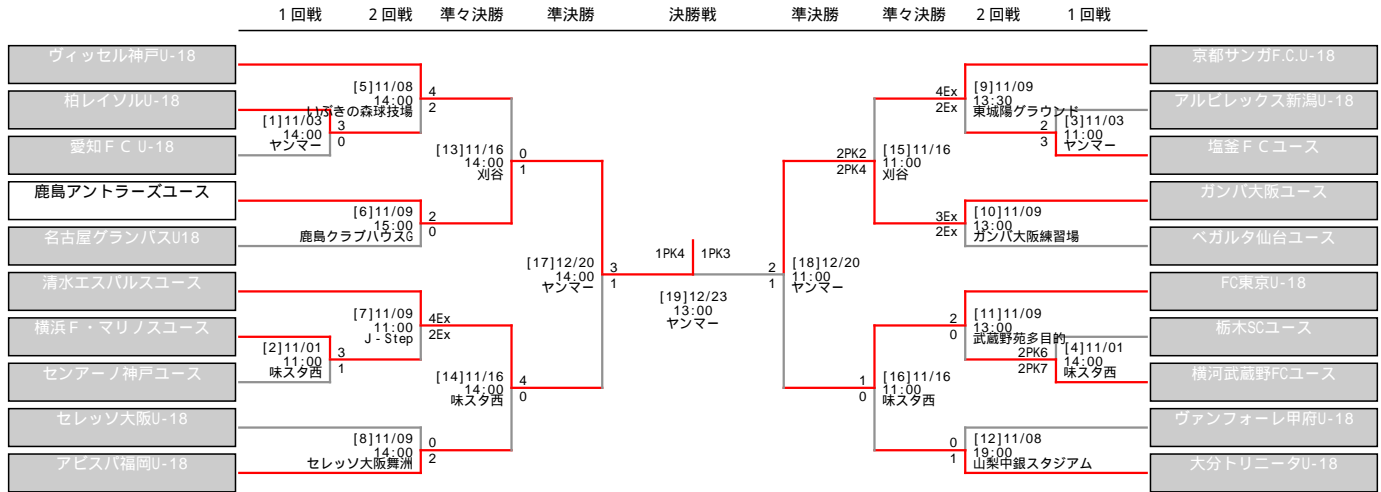 1回戦 2回戦 準々決勝 準決勝 決勝戦 準決勝 準々決勝 2回戦 1回戦
ヴィッセル神戸U-18
柏レイソルU-18
愛知ＦＣ U-18
鹿島アントラーズユース
名古屋グランパスU18
清水エスパルスユース
横浜Ｆ・マリノスユース
センアーノ神戸ユース
セレッソ大阪U-18
アビスパ福岡U-18
[1]11/03
14:00
ヤンマー
3
0
[2]11/01
11:00
味スタ西
3
1
[5]11/08
14:00
いぶきの森球技場
4
2
[6]11/09
15:00
鹿島クラブハウスG
2
0
[7]11/09
11:00
J-Step
4Ex
2Ex
[8]11/09
14:00
セレッソ大阪舞洲
0
2
[13]11/16
14:00
刈谷
0
1
[14]11/16
14:00
味スタ西
4
0
[17]12/20
14:00
ヤンマー
3
1
1PK4 1PK3
[19]12/23
13:00
ヤンマー
2
1
[18]12/20
11:00
ヤンマー
2PK2
2PK4
[15]11/16
11:00
刈谷
1
0
[16]11/16
11:00
味スタ西
4Ex
2Ex
[9]11/09
13:30
東城陽グラウンド
3Ex
2Ex
[10]11/09
13:00
ガンバ大阪練習場
2
0
[11]11/09
13:00
武蔵野苑多目的
0
1
[12]11/08
19:00
山梨中銀スタジアム
2
3
[3]11/03
11:00
ヤンマー
2PK6
2PK7
[4]11/01
14:00
味スタ西
京都サンガF.C.U-18
アルビレックス新潟U-18
塩釜ＦＣユース
ガンバ大阪ユース
ベガルタ仙台ユース
FC東京U-18
栃木SCユース
横河武蔵野FCユース
ヴァンフォーレ甲府U-18
大分トリニータU-18